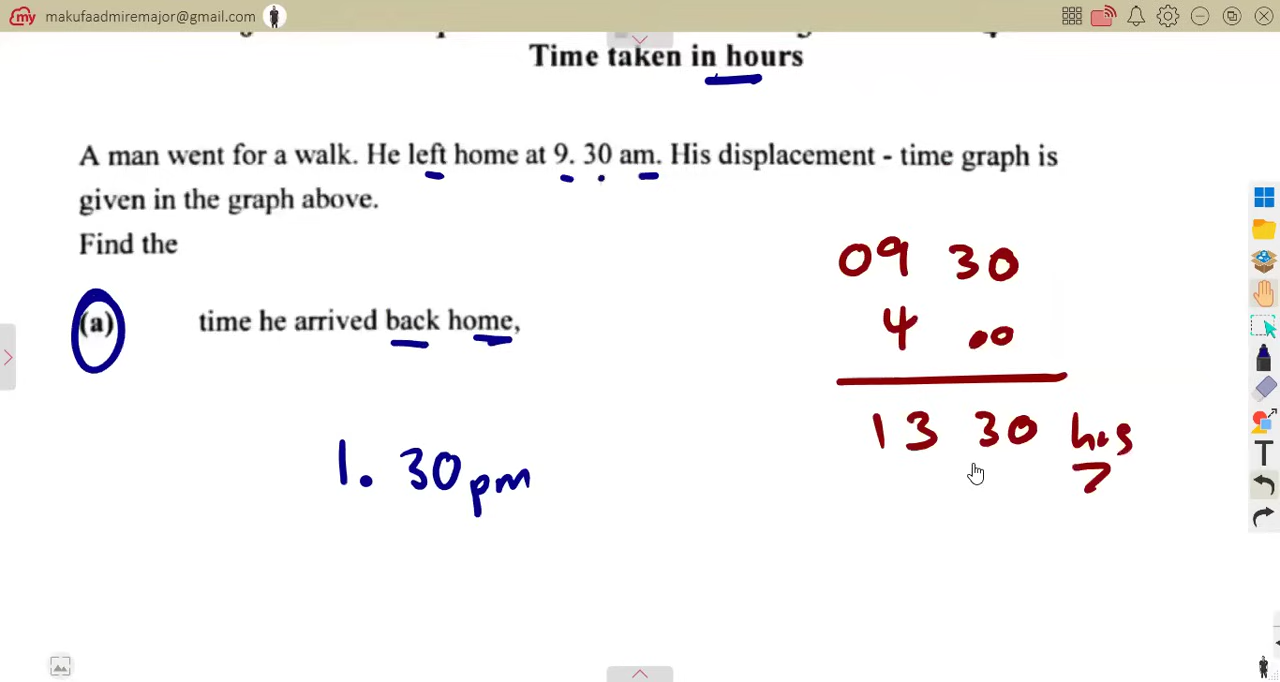 my makufaadmiremajor@gmail.com
Time taken in hours
A man went for a walk. He left home at 9. 30 am. His displacement - time graph is
given in the graph above.
Find the
(a) time he arrived back home,
09 30
4 00
13 30 hrs
1. 30 pm
T